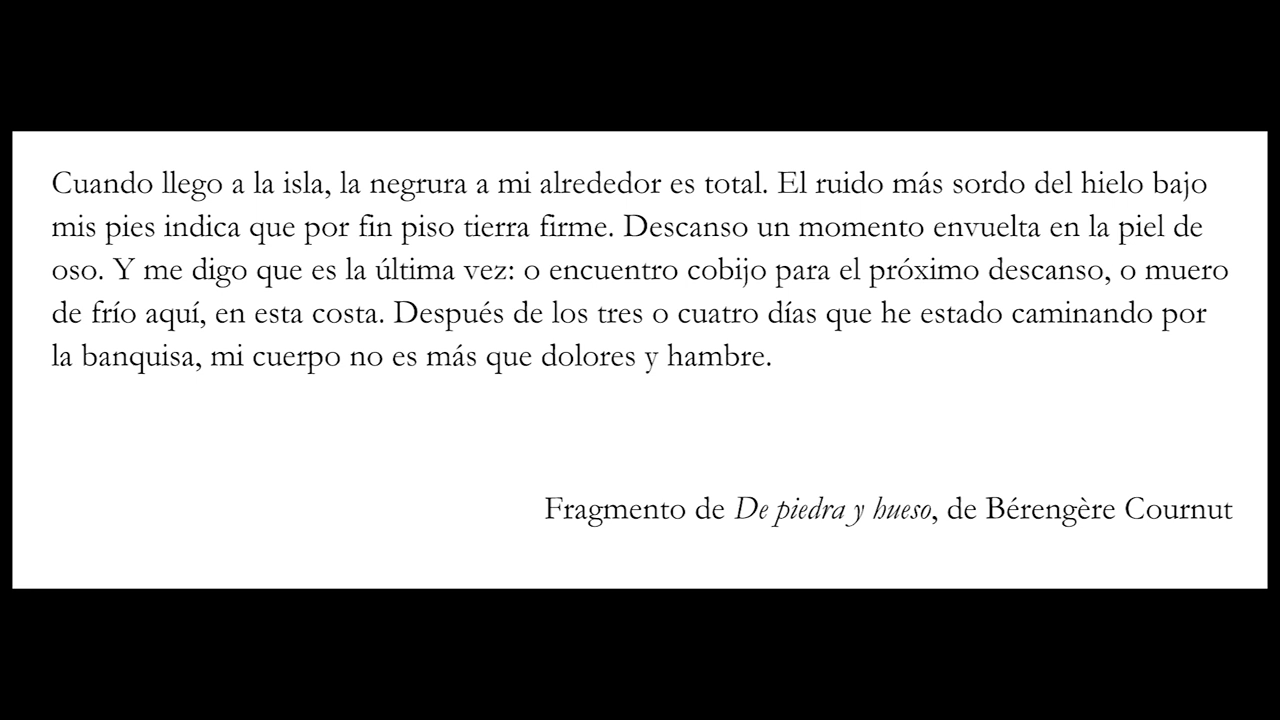 Cuando llego a la isla, la negrura a mi alrededor es total. El ruido más sordo del hielo bajo
mis pies indica que por fin piso tierra firme. Descanso un momento envuelta en la piel de
oso. Y me digo que es la última vez: o encuentro cobijo para el próximo descanso, o muero
de frío aquí, en esta costa. Después de los tres o cuatro días que he estado caminando por
la banquisa, mi cuerpo no es más que dolores y hambre.
Fragmento de De piedra y hueso, de Bérengère Cournut